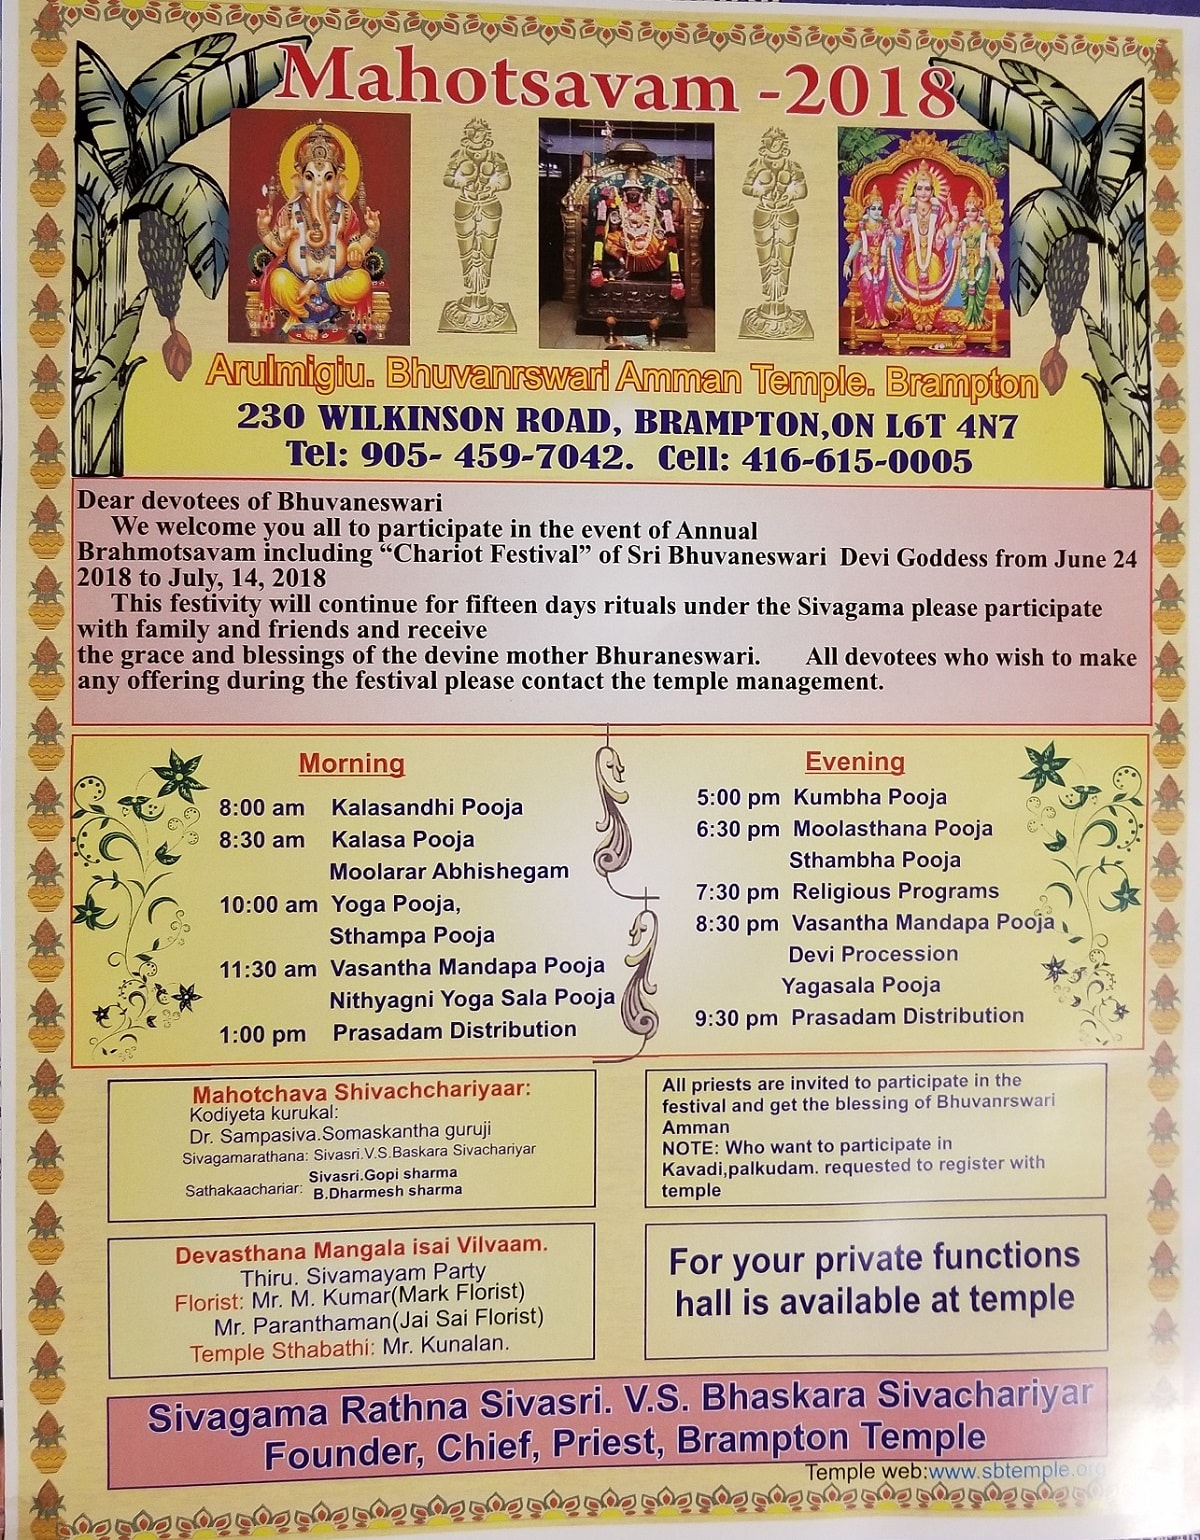 Mahotsavam -2018
Arulmigiu. Bhuvanrswari Amman Temple. Brampton
230 WILKINSON ROAD, BRAMPTON,ON L6T 4N7
Tel: 905- 459-7042. Cell: 416-615-0005
Dear devotees of Bhuvaneswari
We welcome you all to participate in the event of Annual
Brahmotsavam including “Chariot Festival” of Sri Bhuvaneswari Devi Goddess from June 24
2018 to July, 14, 2018
This festivity will continue for fifteen days rituals under the Sivagama please participate
with family and friends and receive
the grace and blessings of the devine mother Bhuraneswari. All devotees who wish to make
any offering during the festival please contact the temple management.
Morning
8:00 am Kalasandhi Pooja
8:30 am Kalasa Pooja
Moolarar Abhishegam
10:00 am Yoga Pooja,
Sthampa Pooja
11:30 am Vasantha Mandapa Pooja
Nithyagni Yoga Sala Pooja
1:00 pm Prasadam Distribution
Evening
5:00 pm Kumbha Pooja
6:30 pm Moolasthana Pooja
Sthambha Pooja
7:30 pm Religious Programs
8:30 pm Vasantha Mandapa Pooja
Devi Procession
Yagasala Pooja
9:30 pm Prasadam Distribution
Mahotchava Shivachchariyaar:
Kodiyeta kurukal:
Dr. Sampasiva.Somaskantha guruji
Sivagamarathana: Sivasri.V.S.Baskara Sivachariyar
Sivasri.Gopi sharma
Sathakaachariar: B.Dharmesh sharma
All priests are invited to participate in the
festival and get the blessing of Bhuvanrswari
Amman
NOTE: Who want to participate in
Kavadi,palkudam. requested to register with
temple
Devasthana Mangala isai Vilvaam.
Thiru. Sivamayam Party
Florist: Mr. M. Kumar(Mark Florist)
Mr. Paranthaman(Jai Sai Florist)
Temple Sthabathi: Mr. Kunalan.
For your private functions
hall is available at temple
Sivagama Rathna Sivasri. V.S. Bhaskara Sivachariyar
Founder, Chief, Priest, Brampton Temple
Temple web:www.sbtemple.org